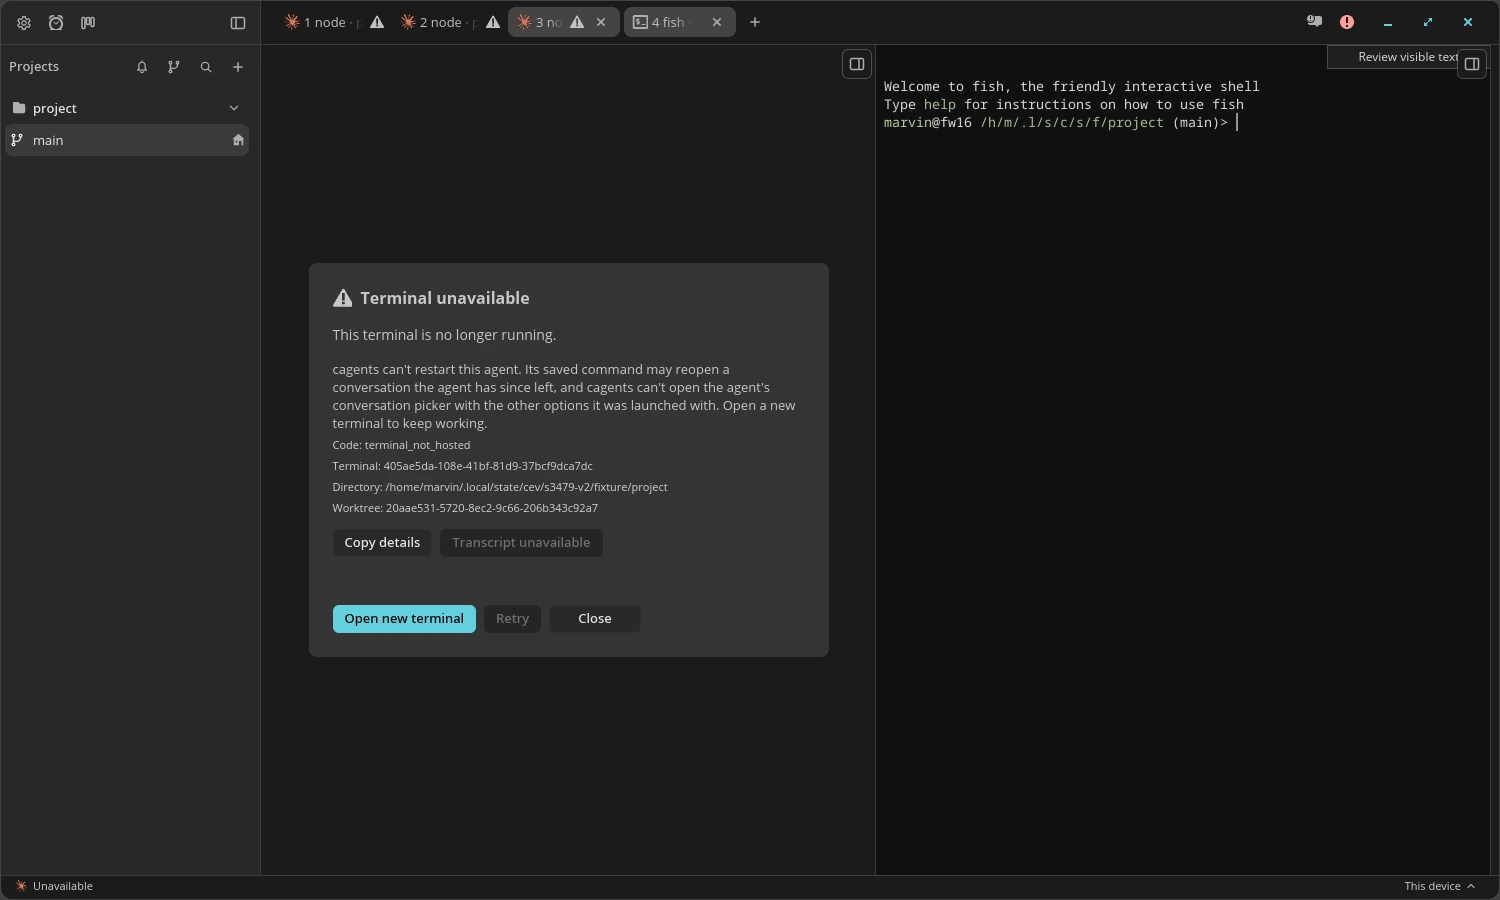 1 node ·
2 node ·
3 no
4 fish
Projects
project
main
Review visible text
Welcome to fish, the friendly interactive shell
Type help for instructions on how to use fish
marvin@fw16 /h/m/.l/s/c/s/f/project (main)>
Terminal unavailable
This terminal is no longer running.
cagents can't restart this agent. Its saved command may reopen a
conversation the agent has since left, and cagents can't open the agent's
conversation picker with the other options it was launched with. Open a new
terminal to keep working.
Code: terminal_not_hosted
Terminal: 405ae5da-108e-41bf-81d9-37bcf9dca7dc
Directory: /home/marvin/.local/state/cev/s3479-v2/fixture/project
Worktree: 20aae531-5720-8ec2-9c66-206b343c92a7
Copy details
Transcript unavailable
Open new terminal
Retry
Close
Unavailable
This device